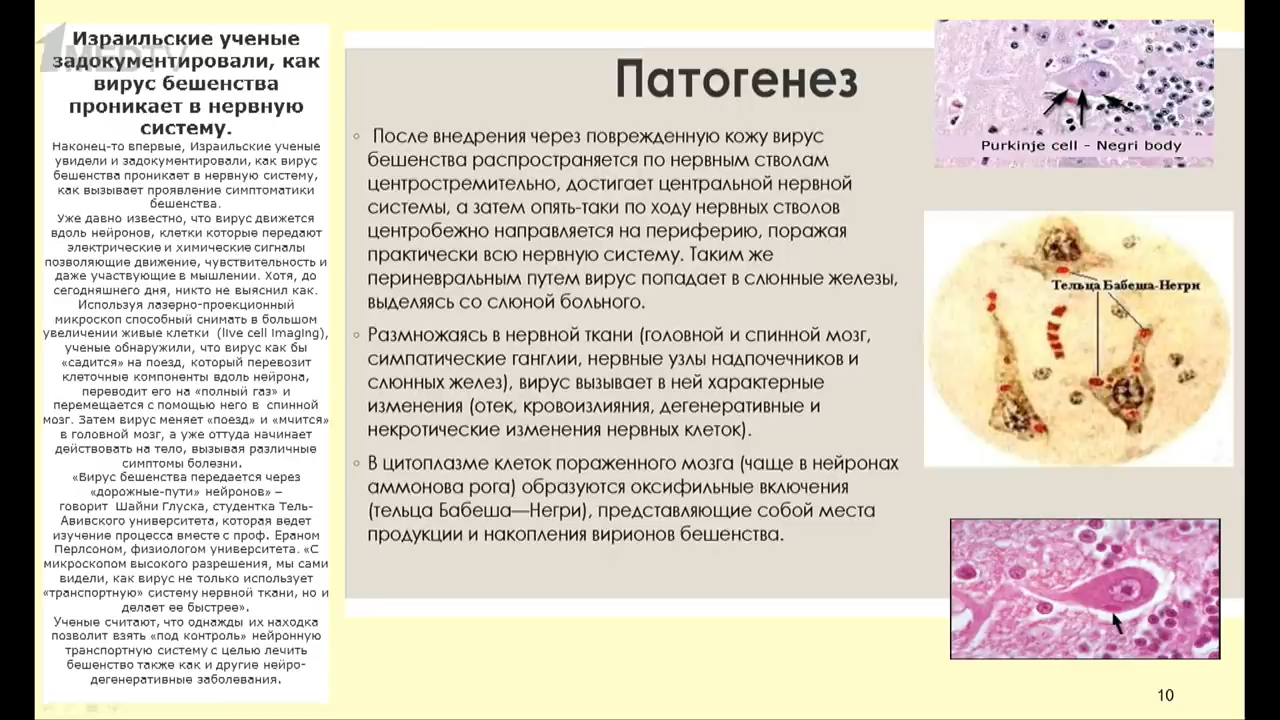 1MEDTV
Израильские ученые
задокументировали, как
вирус бешенства
проникает в нервную
систему.
Наконец-то впервые, Израильские ученые
увидели и задокументировали, как вирус
бешенства проникает в нервную систему,
как вызывает проявление симптоматики
бешенства.
Уже давно известно, что вирус движется
вдоль нейронов, клетки которые передают
электрические и химические сигналы
позволяющие движение, чувствительность и
даже участвующие в мышлении. Хотя, до
сегодняшнего дня, никто не выяснил как.
Используя лазерно-проекционный
микроскоп способный снимать в большом
увеличении живые клетки (live cell imaging),
ученые обнаружили, что вирус как бы
«садится» на поезд, который перевозит
клеточные компоненты вдоль нейрона,
переводит его на «полный газ» и
перемещается с помощью него в спинной
мозг. Затем вирус меняет «поезд» и «мчится»
в головной мозг, а уже оттуда начинает
действовать на тело, вызывая различные
симптомы болезни.
«Вирус бешенства передается через
«дорожные-пути» нейронов» –
говорит Шайни Глуска, студентка Тель-
Авивского университета, которая ведет
изучение процесса вместе с проф. Ераном
Перлсоном, физиологом университета. «С
микроскопом высокого разрешения, мы сами
видели, как вирус не только использует
«транспортную» систему нервной ткани, но и
делает ее быстрее».
Ученые считают, что однажды их находка
позволит взять «под контроль» нейронную
транспортную систему с целью лечить
бешенство также как и другие нейро-
дегенеративные заболевания.
Патогенез
После внедрения через поврежденную кожу вирус
бешенства распространяется по нервным стволам
центростремительно, достигает центральной нервной
системы, а затем опять-таки по ходу нервных стволов
центробежно направляется на периферию, поражая
практически всю нервную систему. Таким же
периневральным путем вирус попадает в слюнные железы,
выделяясь со слюной больного.
Размножаясь в нервной ткани (головной и спинной мозг,
симпатические ганглии, нервные узлы надпочечников и
слюнных желез), вирус вызывает в ней характерные
изменения (отек, кровоизлияния, дегенеративные и
некротические изменения нервных клеток).
В цитоплазме клеток пораженного мозга (чаще в нейронах
аммонова рога) образуются оксифильные включения
(тельца Бабеша—Негри), представляющие собой места
продукции и накопления вирионов бешенства.
Purkinje cell - Negri body
Тельца Бабеша-Негри
10